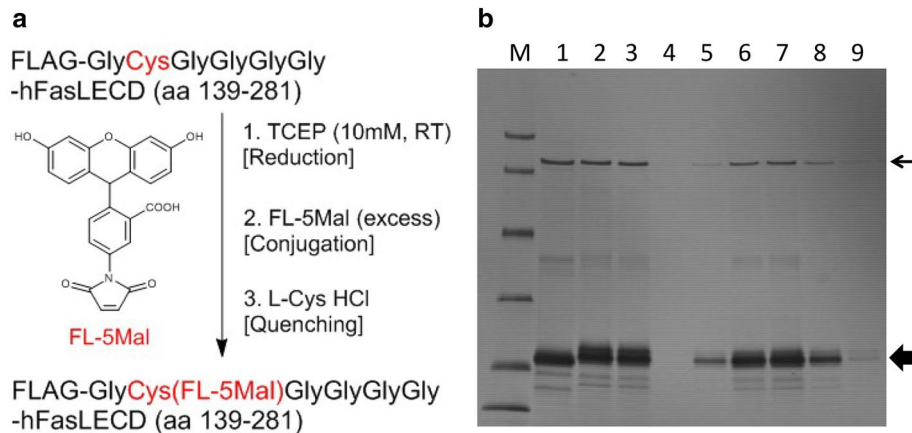 a
FLAG-GlyCysGlyGlyGlyGly
-hFasLECD (aa 139-281)
HO
O
OH
COOH
O
N
O
FL-5Mal
1. TCEP (10mM, RT)
[Reduction]
2. FL-5Mal (excess)
[Conjugation]
3. L-Cys HCl
[Quenching]
FLAG-GlyCys(FL-5Mal)GlyGlyGlyGly
-hFasLECD (aa 139-281)
b
M 1 2 3 4 5 6 7 8 9